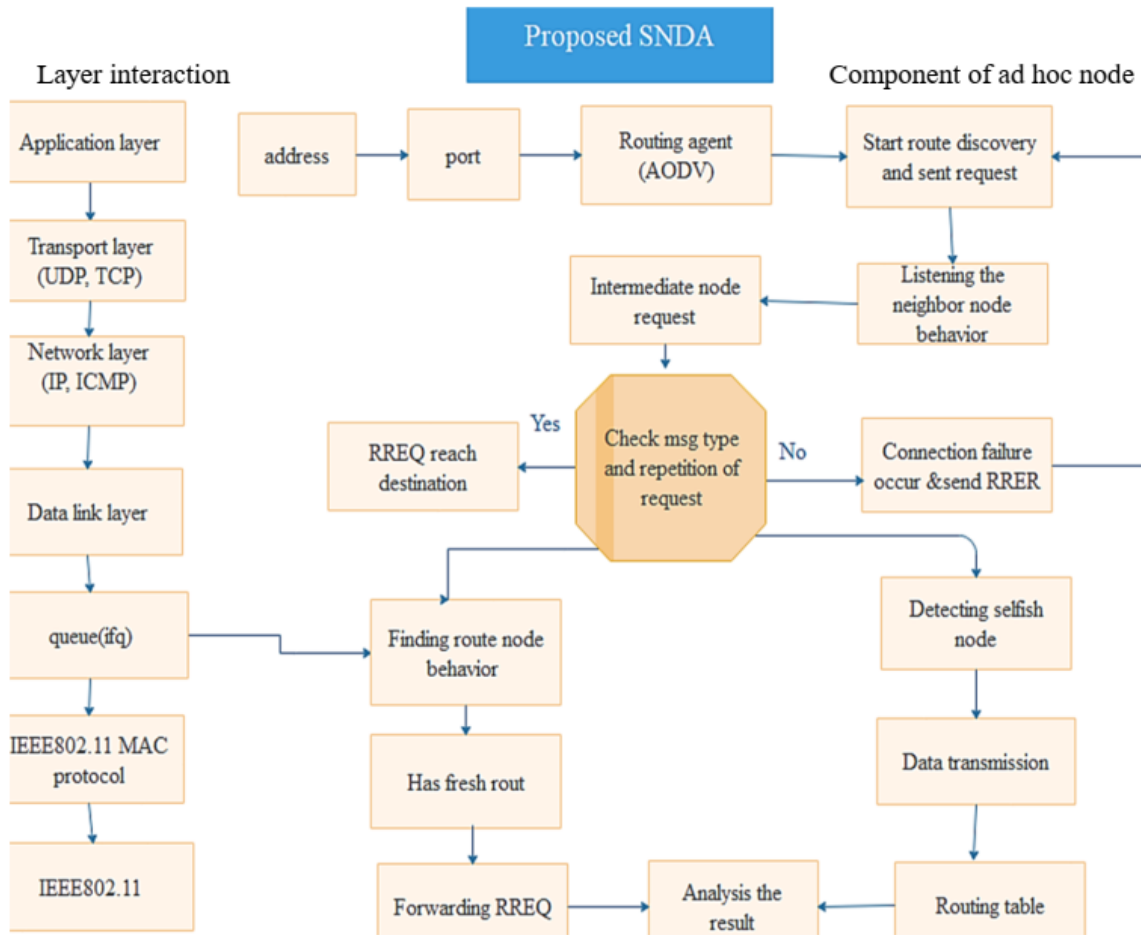 Proposed SNDA
Layer interaction
Component of ad hoc node
Application layer
address
port
Routing agent
(AODV)
Start route discovery
and sent request
Transport layer
(UDP, TCP)
Intermediate node
request
Listening the
neighbor node
behavior
Network layer
(IP, ICMP)
Yes
RREQ reach
destination
Check msg type
and repetition of
request
No
Connection failure
occur &send RRER
Data link layer
queue(ifq)
Finding route node
behavior
Detecting selfish
node
IEEE802.11 MAC
protocol
Has fresh rout
Data transmission
IEEE802.11
Forwarding RREQ
Analysis the
result
Routing table